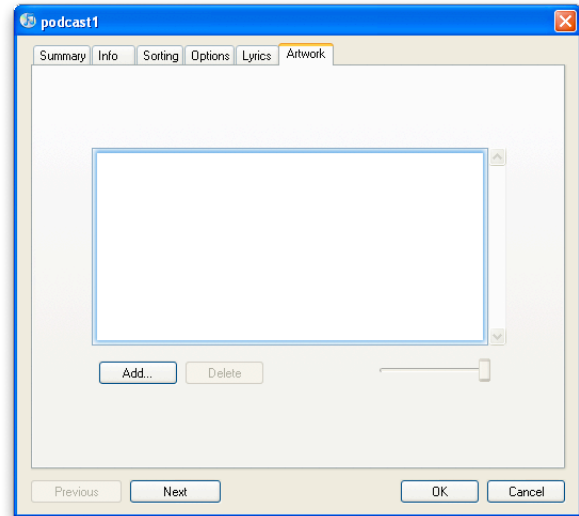 podcast1
Summary Info Sorting Options Lyrics Artwork
Add... Delete
Previous Next OK Cancel